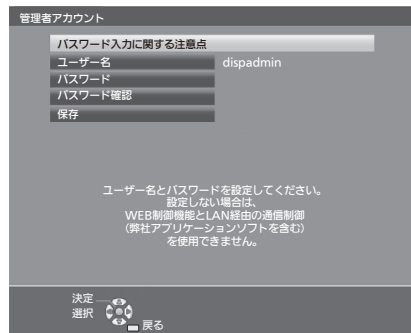 管理者アカウント
パスワード入力に関する注意点
ユーザー名 dispadmin
パスワード
パスワード確認
保存
ユーザー名とパスワードを設定してください。
設定しない場合は、
WEB制御機能とLAN経由の通信制御
（弊社アプリケーションソフトを含む）
を使用できません。
決定
選択
戻る